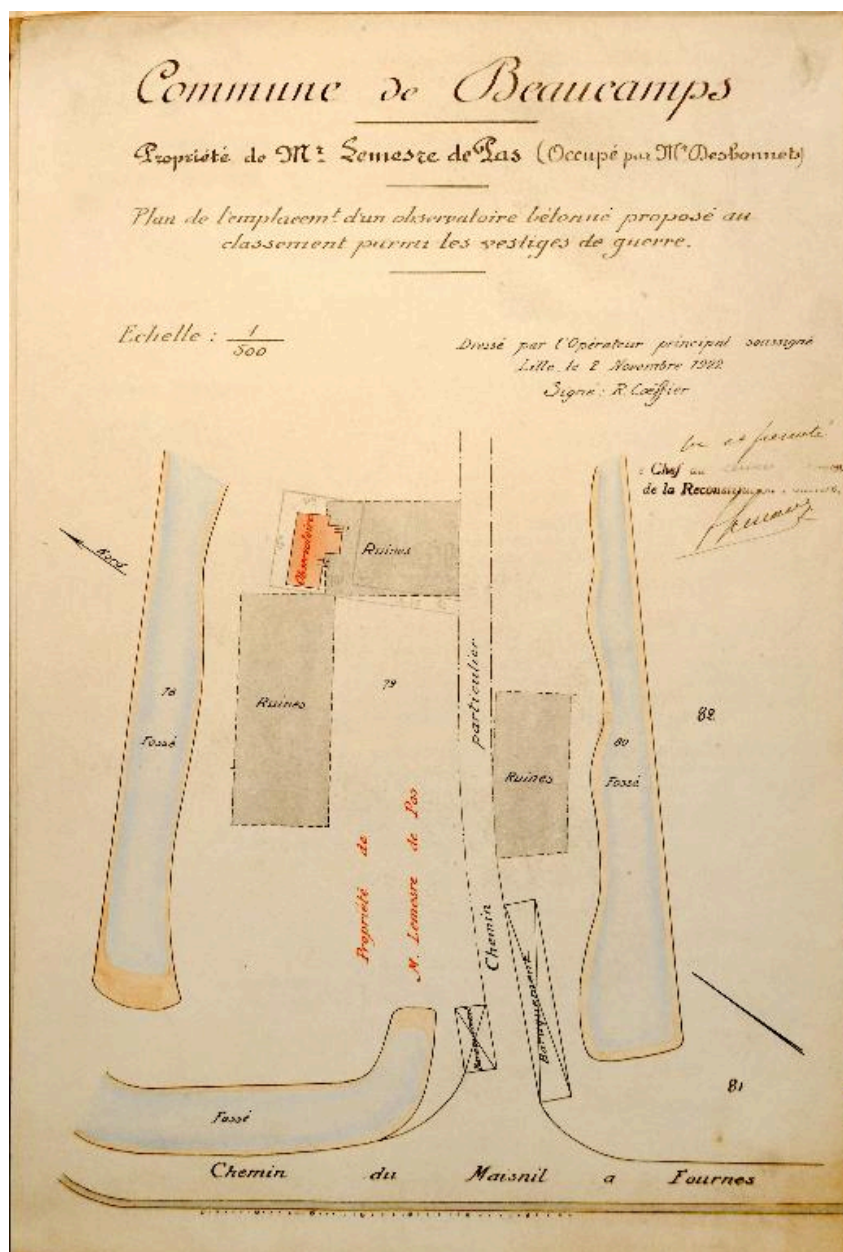 Commune de Beaucamps
Propriété de Mr Lemesre de Pas (Occupé par Mr Desbonnets)
Plan de l'emplacemt d'un observatoire bétonné proposé au
classement parmi les vestiges de guerre.
Echelle : 1/500
Dressé par l'Opérateur principal soussigné
Lille, le 2 Novembre 1922
Signé : R. Cœffier
Chef
de la Reconstitution
Nord
Observatoire
Ruines
78
Fossé
Ruines
79
particulier
Ruines
80
Fossé
82
Propriété de
M. Lemesre de Pas
Chemin
Baraquement
81
Fossé
Chemin du Maisnil a Fournes